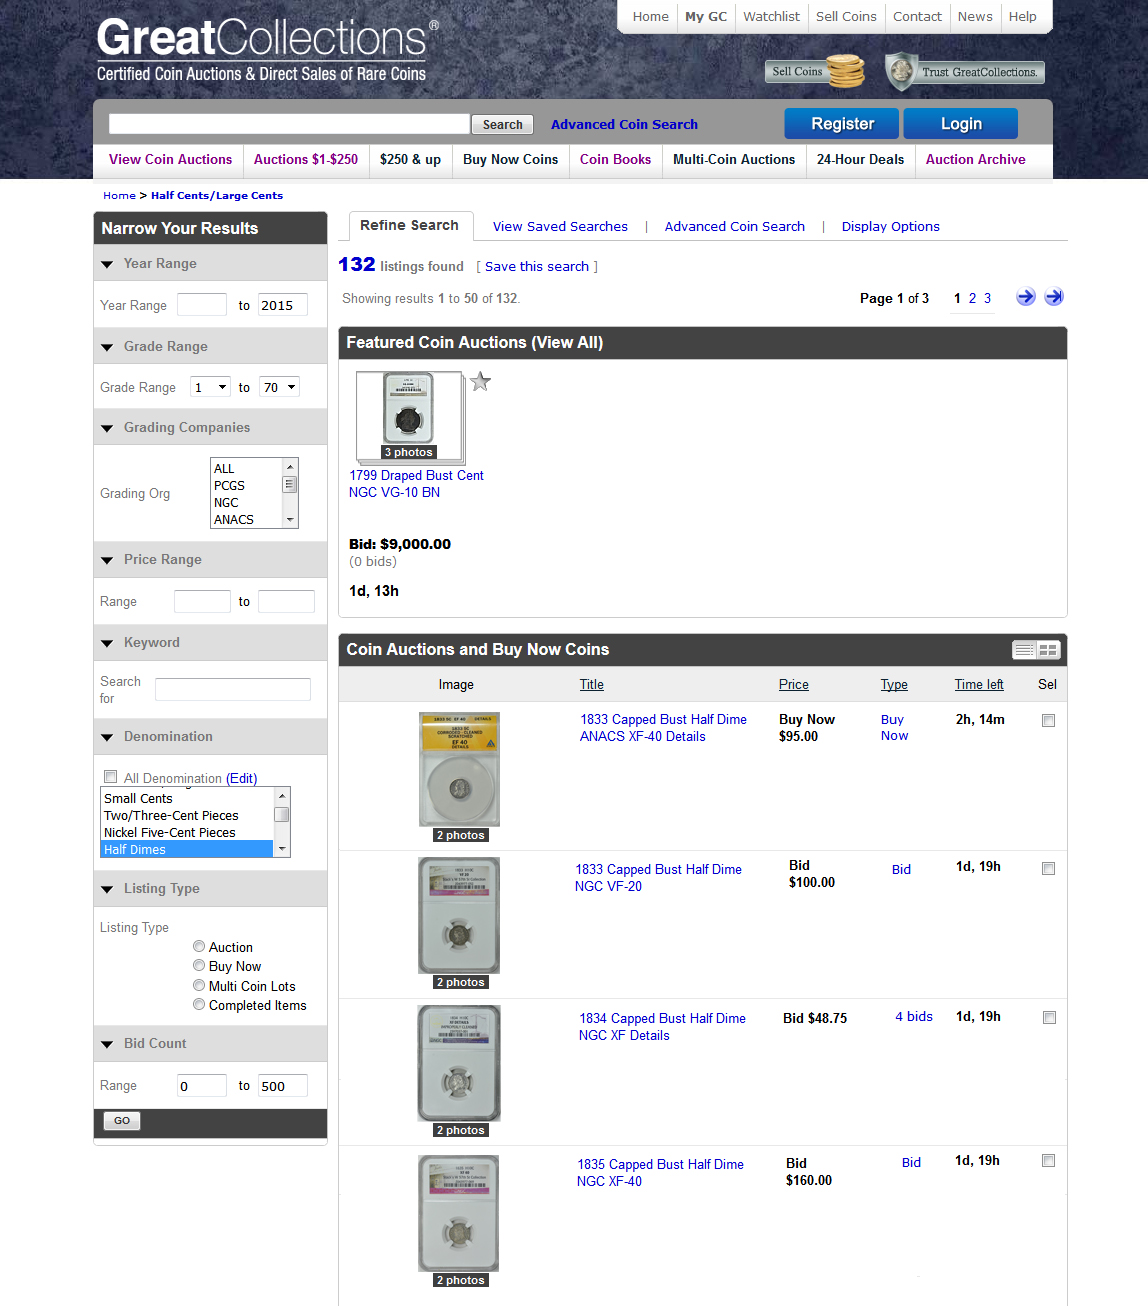 Home My GC Watchlist Sell Coins Contact News Help
GreatCollections®
Certified Coin Auctions & Direct Sales of Rare Coins
Sell Coins
Trust GreatCollections.
Search Advanced Coin Search Register Login
View Coin Auctions Auctions $1-$250 $250 & up Buy Now Coins Coin Books Multi-Coin Auctions 24-Hour Deals Auction Archive
Home > Half Cents/Large Cents
Narrow Your Results
Year Range
Year Range to 2015
Grade Range
Grade Range 1 to 70
Grading Companies
Grading Org
ALL
PCGS
NGC
ANACS
Price Range
Range to
Keyword
Search
for
Denomination
All Denomination (Edit)
Small Cents
Two/Three-Cent Pieces
Nickel Five-Cent Pieces
Half Dimes
Listing Type
Listing Type
Auction
Buy Now
Multi Coin Lots
Completed Items
Bid Count
Range 0 to 500
GO
Refine Search View Saved Searches | Advanced Coin Search | Display Options
132 listings found [ Save this search ]
Showing results 1 to 50 of 132.
Page 1 of 3 1 2 3
Featured Coin Auctions (View All)
3 photos
1799 Draped Bust Cent
NGC VG-10 BN
Bid: $9,000.00
(0 bids)
1d, 13h
Coin Auctions and Buy Now Coins
Image Title Price Type Time left Sel
1833 5C EF 40 DETAILS
1833 5C
CORRODED - CLEANED
SCRATCHED
EF 40
DETAILS
2 photos
1833 Capped Bust Half Dime
ANACS XF-40 Details
Buy Now
$95.00
Buy
Now
2h, 14m
2 photos
1833 Capped Bust Half Dime
NGC VF-20
Bid
$100.00
Bid
1d, 19h
2 photos
1834 Capped Bust Half Dime
NGC XF Details
Bid $48.75
4 bids
1d, 19h
2 photos
1835 Capped Bust Half Dime
NGC XF-40
Bid
$160.00
Bid
1d, 19h